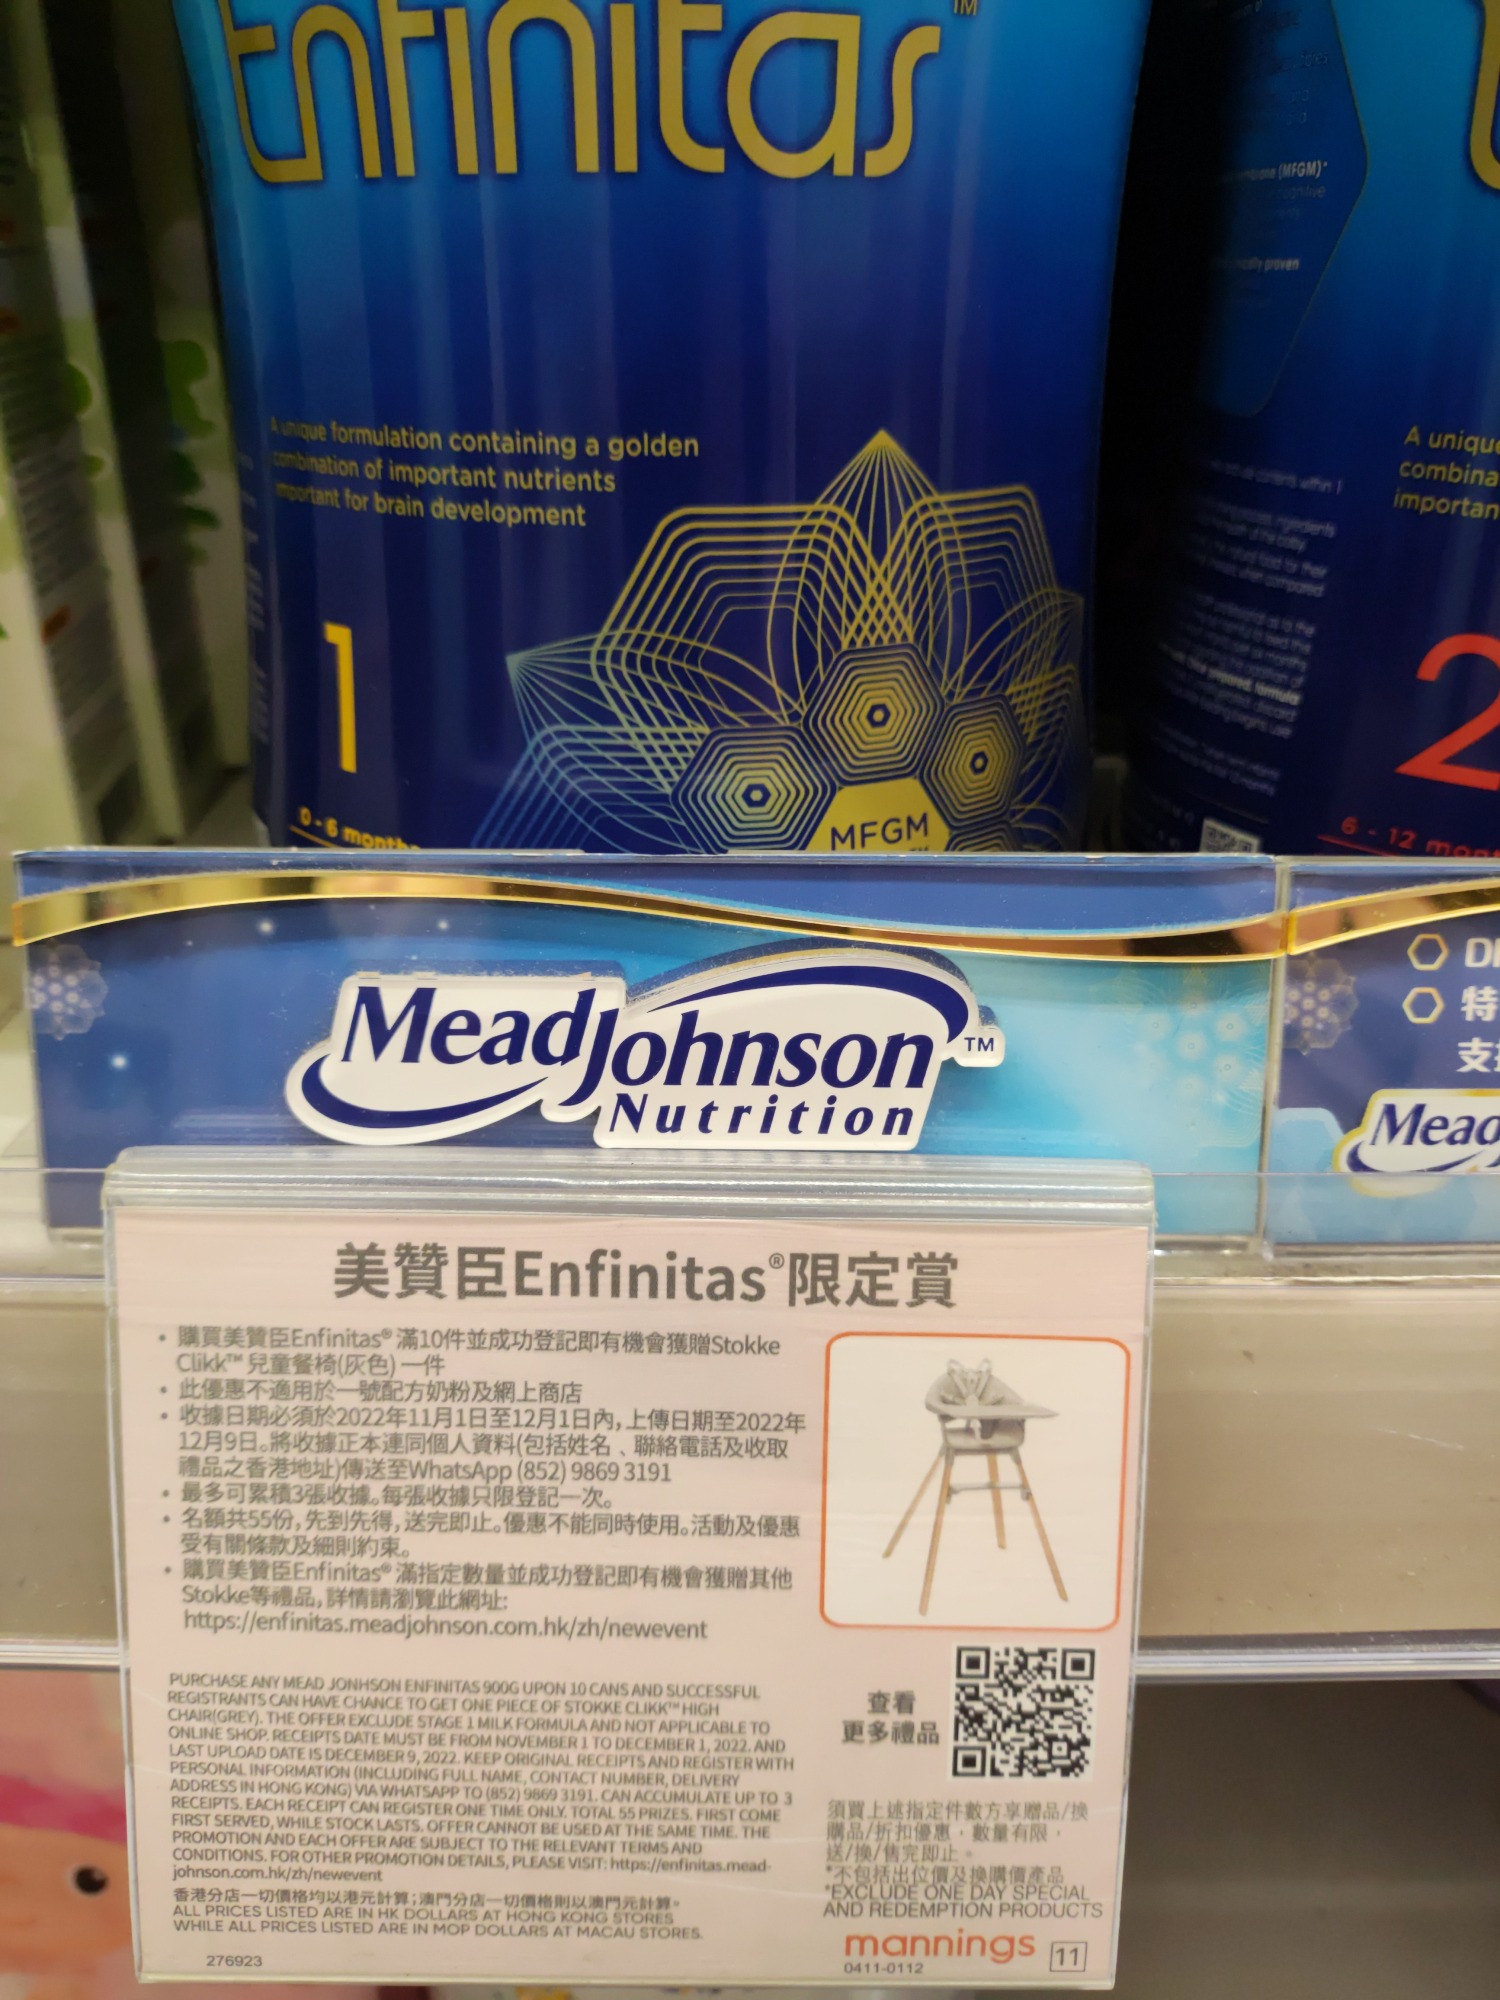 Enfinitas™
A unique formulation containing a golden
combination of important nutrients
important for brain development
1
0 - 6 months
MFGM
mbrane (MFGM)*
proven
A unique
combina
importan
2
6 - 12 mont
MeadJohnson™
Nutrition
DH
特
支
Mead
美贊臣Enfinitas®限定賞
• 購買美贊臣Enfinitas® 滿10件並成功登記即有機會獲贈Stokke
Clikk™ 兒童餐椅(灰色) 一件
• 此優惠不適用於一號配方奶粉及網上商店
• 收據日期必須於2022年11月1日至12月1日內,上傳日期至2022年
12月9日。將收據正本連同個人資料(包括姓名、聯絡電話及收取
禮品之香港地址)傳送至WhatsApp (852) 9869 3191
• 最多可累積3張收據。每張收據只限登記一次。
• 名額共55份,先到先得,送完即止。優惠不能同時使用。活動及優惠
受有關條款及細則約束。
• 購買美贊臣Enfinitas® 滿指定數量並成功登記即有機會獲贈其他
Stokke等禮品,詳情請瀏覽此網址:
https://enfinitas.meadjohnson.com.hk/zh/newevent
PURCHASE ANY MEAD JONHSON ENFINITAS 900G UPON 10 CANS AND SUCCESSFUL
REGISTRANTS CAN HAVE CHANCE TO GET ONE PIECE OF STOKKE CLIKK™ HIGH
CHAIR(GREY). THE OFFER EXCLUDE STAGE 1 MILK FORMULA AND NOT APPLICABLE TO
ONLINE SHOP. RECEIPTS DATE MUST BE FROM NOVEMBER 1 TO DECEMBER 1, 2022. AND
LAST UPLOAD DATE IS DECEMBER 9, 2022. KEEP ORIGINAL RECEIPTS AND REGISTER WITH
PERSONAL INFORMATION (INCLUDING FULL NAME, CONTACT NUMBER, DELIVERY
ADDRESS IN HONG KONG) VIA WHATSAPP TO (852) 9869 3191. CAN ACCUMULATE UP TO 3
RECEIPTS. EACH RECEIPT CAN REGISTER ONE TIME ONLY. TOTAL 55 PRIZES. FIRST COME
FIRST SERVED, WHILE STOCK LASTS. OFFER CANNOT BE USED AT THE SAME TIME. THE
PROMOTION AND EACH OFFER ARE SUBJECT TO THE RELEVANT TERMS AND
CONDITIONS. FOR OTHER PROMOTION DETAILS, PLEASE VISIT: https://enfinitas.mead-
johnson.com.hk/zh/newevent
香港分店一切價格均以港元計算；澳門分店一切價格則以澳門元計算。
ALL PRICES LISTED ARE IN HK DOLLARS AT HONG KONG STORES
WHILE ALL PRICES LISTED ARE IN MOP DOLLARS AT MACAU STORES.
276923
查看
更多禮品
須買上述指定件數方享贈品/換
購品/折扣優惠，數量有限，
送/換/售完即止。
*不包括出位價及換購價產品
*EXCLUDE ONE DAY SPECIAL
AND REDEMPTION PRODUCTS
mannings
0411-0112
11